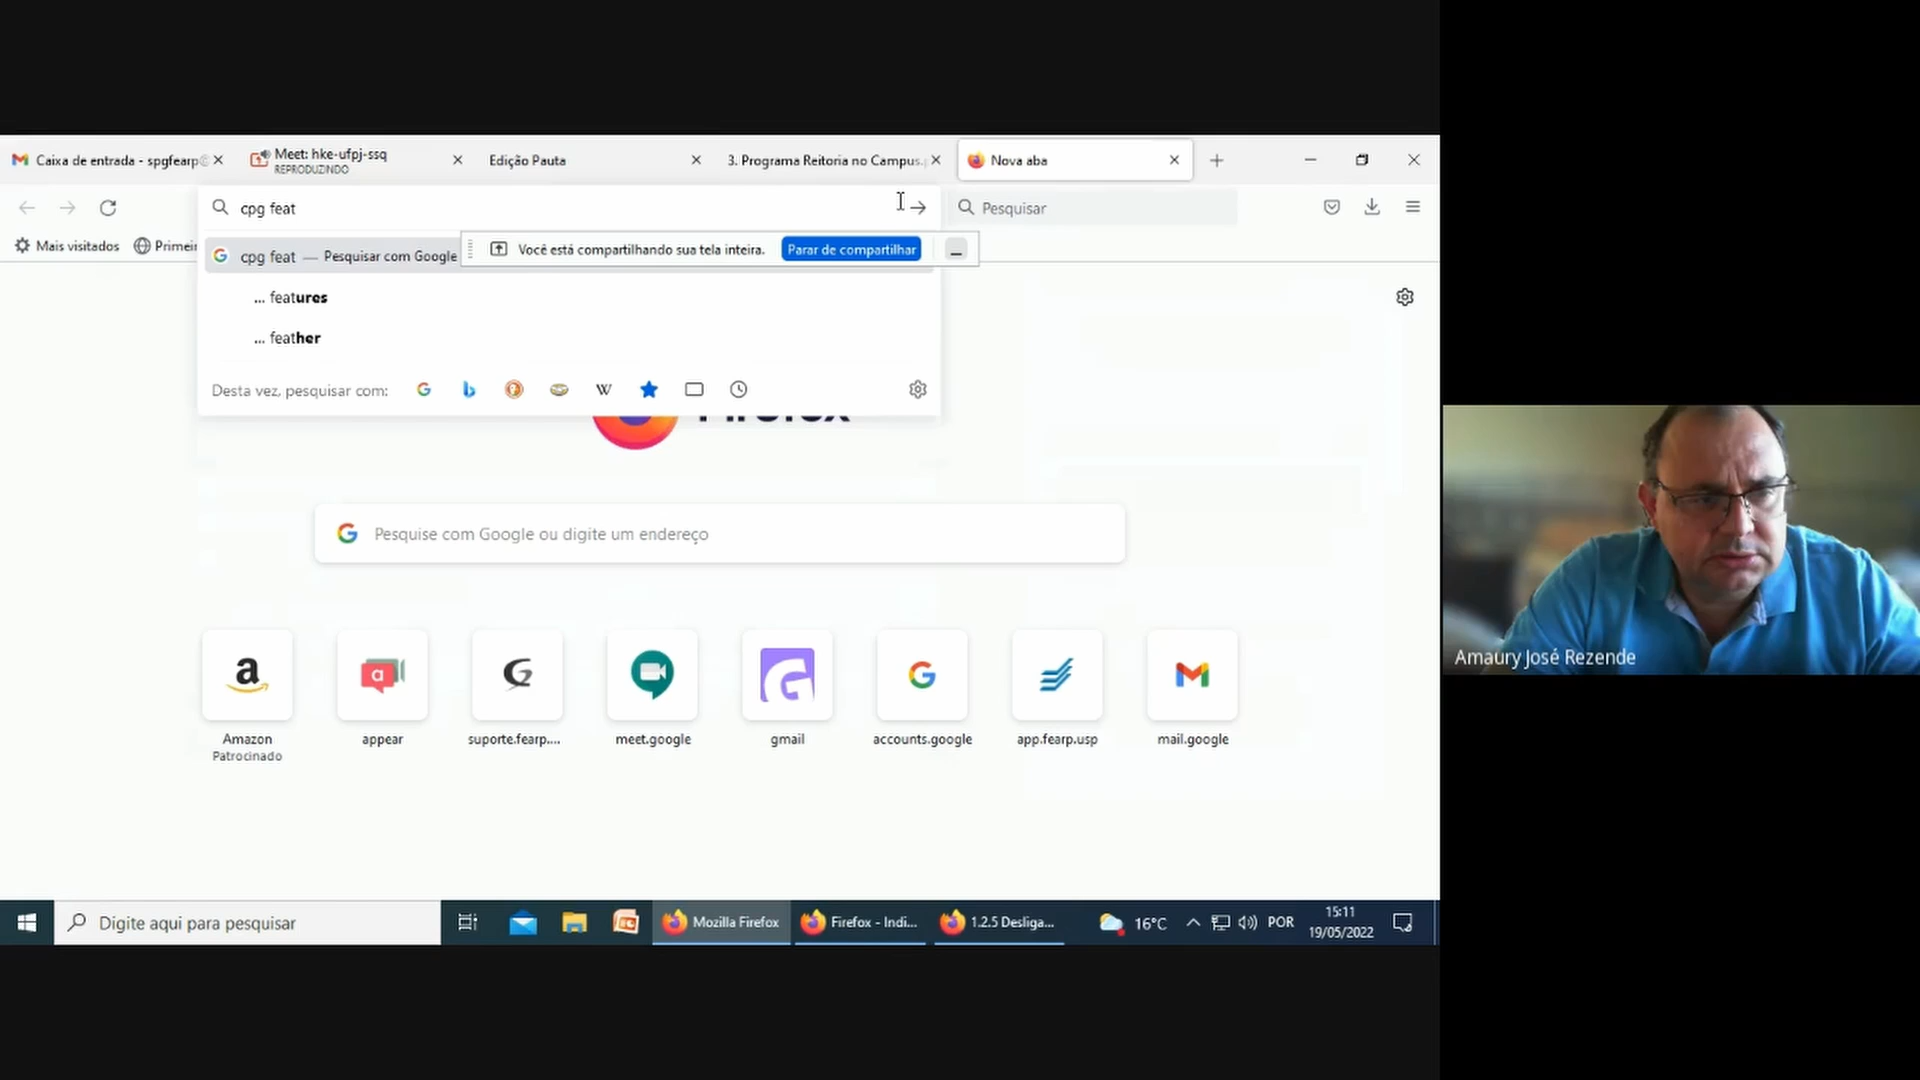 Caixa de entrada - spgfearp@
Meet: hke-ufpj-ssq
REPRODUZINDO
Edição Pauta
3. Programa Reitoria no Campus.p
Nova aba
cpg feat
Pesquisar
Mais visitados
Primeir
cpg feat — Pesquisar com Google
Você está compartilhando sua tela inteira.
Parar de compartilhar
... features
... feather
Desta vez, pesquisar com:
Firefox
Pesquise com Google ou digite um endereço
Amazon
Patrocinado
appear
suporte.fearp....
meet.google
gmail
accounts.google
app.fearp.usp
mail.google
Amaury José Rezende
Digite aqui para pesquisar
Mozilla Firefox
Firefox - Indi...
1.2.5 Desliga...
16°C
POR
15:11
19/05/2022